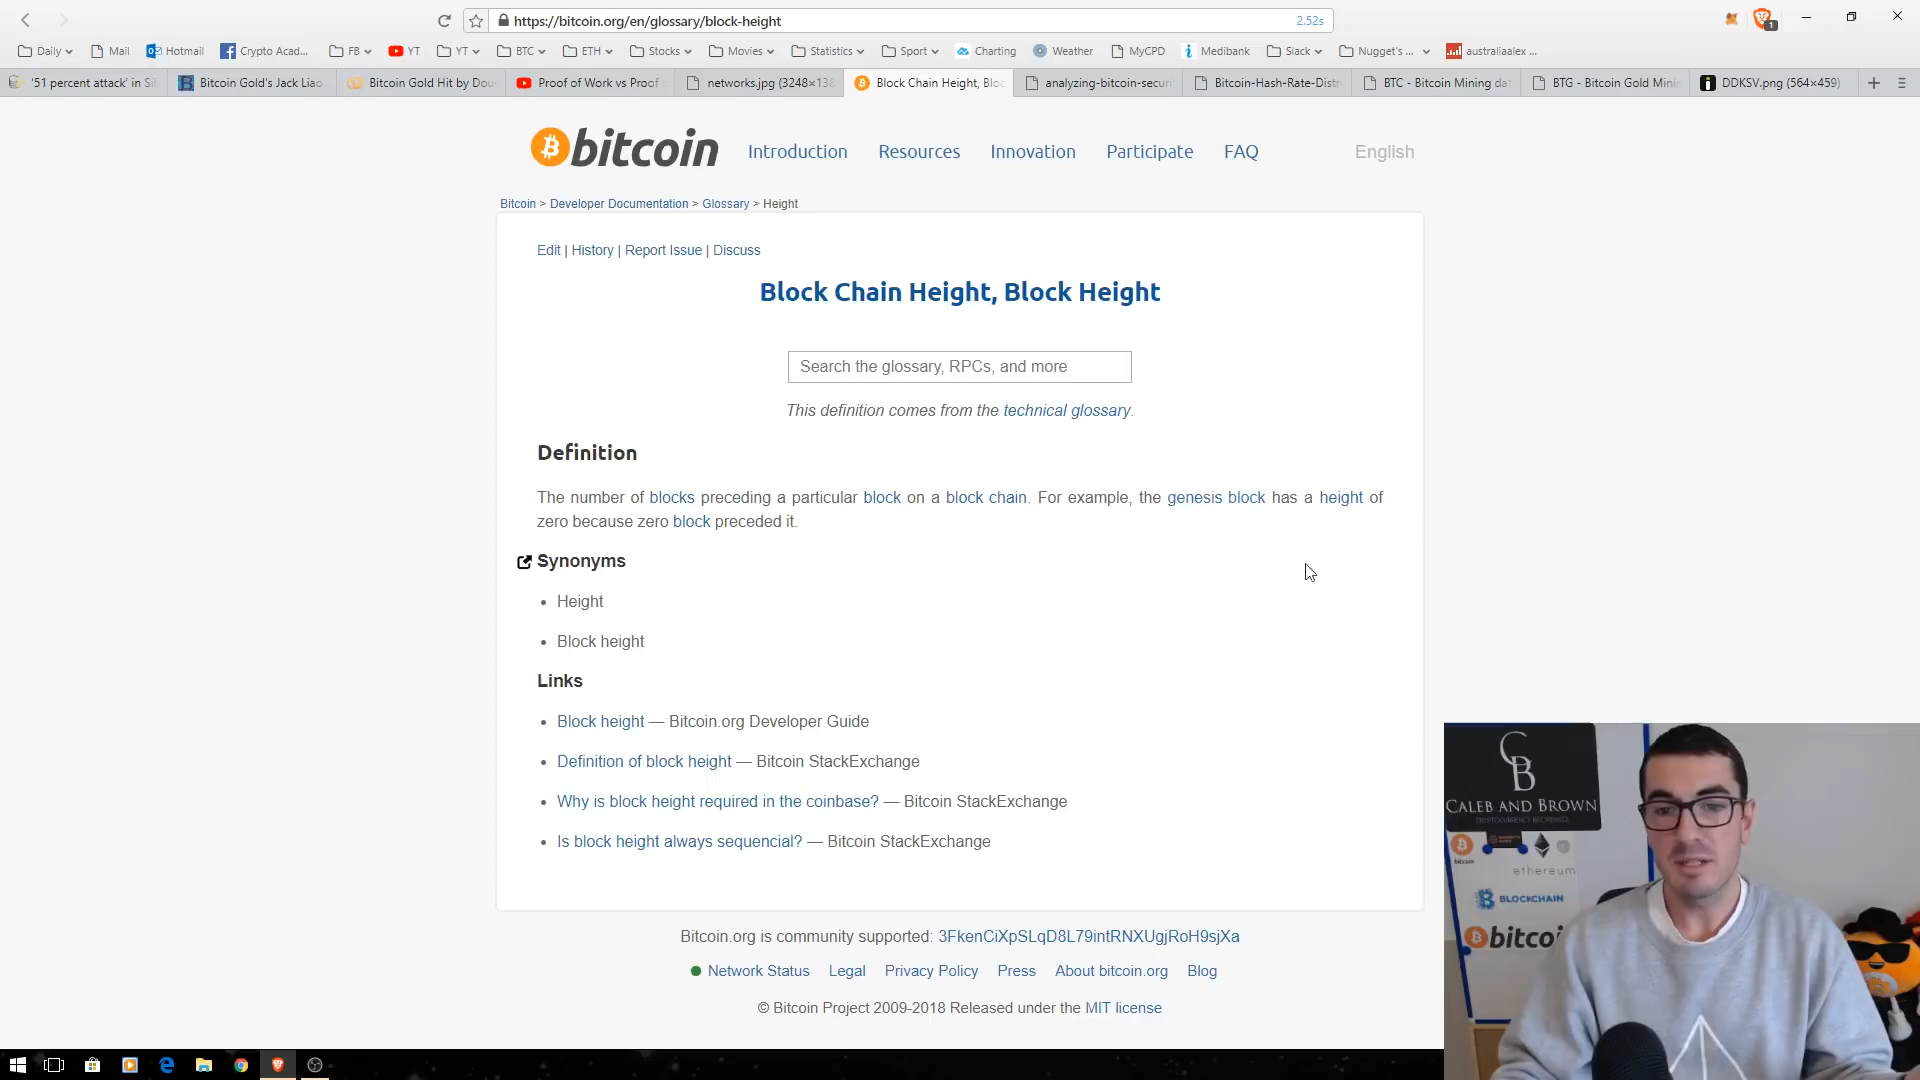 https://bitcoin.org/en/glossary/block-height 2.52s
1
Daily Mail Hotmail Crypto Acad... FB YT YT BTC ETH Stocks Movies Statistics Sport Charting Weather MyCPD Medibank Slack Nugget's ... australiaalex ...
'51 percent attack' in Bitcoin Gold's Jack Liao Bitcoin Gold Hit by Dou Proof of Work vs Proof networks.jpg (3248×138 Block Chain Height, Bloc analyzing-bitcoin-secur Bitcoin-Hash-Rate-Distr BTC - Bitcoin Mining da BTG - Bitcoin Gold Mini DDKSV.png (564×459)
bitcoin Introduction Resources Innovation Participate FAQ English
Bitcoin > Developer Documentation > Glossary > Height
Edit | History | Report Issue | Discuss
Block Chain Height, Block Height
Search the glossary, RPCs, and more
This definition comes from the technical glossary.
Definition
The number of blocks preceding a particular block on a block chain. For example, the genesis block has a height of
zero because zero block preceded it.
Synonyms
Height
Block height
Links
Block height — Bitcoin.org Developer Guide
Definition of block height — Bitcoin StackExchange
Why is block height required in the coinbase? — Bitcoin StackExchange
Is block height always sequencial? — Bitcoin StackExchange
Bitcoin.org is community supported: 3FkenCiXpSLqD8L79intRNXUgjRoH9sjXa
Network Status Legal Privacy Policy Press About bitcoin.org Blog
© Bitcoin Project 2009-2018 Released under the MIT license
CB
CALEB AND BROWN
CRYPTOCURRENCY BROKERAGE
bitcoin
ethereum
BLOCKCHAIN
bitcoi